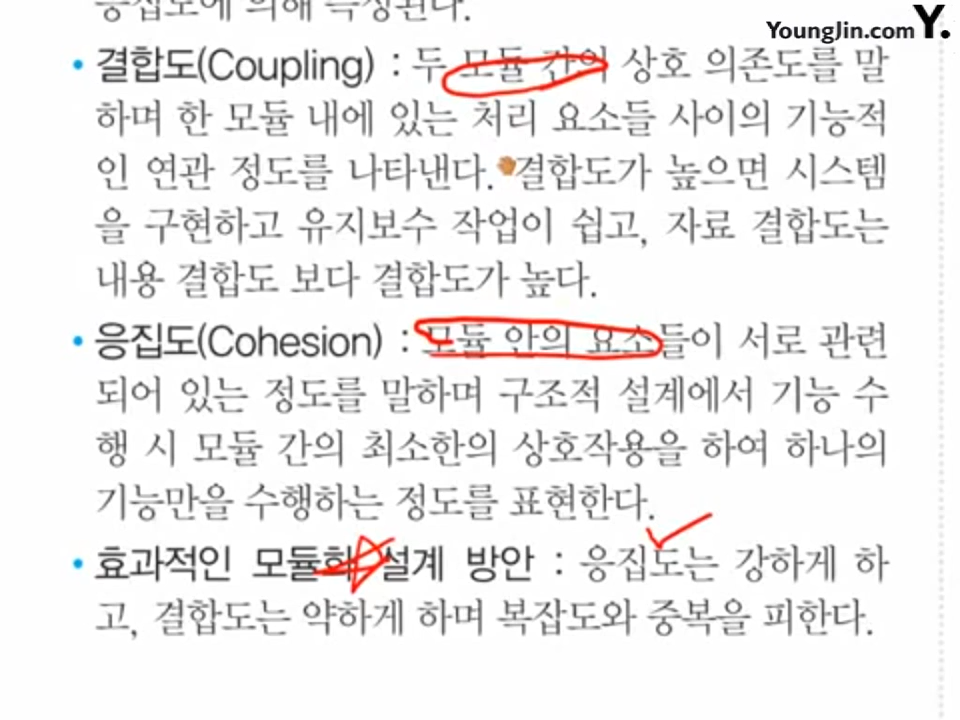 응집도에 의해 측정된다.
YoungJin.com Y.
• 결합도(Coupling) : 두 모듈 간의 상호 의존도를 말
하며 한 모듈 내에 있는 처리 요소들 사이의 기능적
인 연관 정도를 나타낸다. 결합도가 높으면 시스템
을 구현하고 유지보수 작업이 쉽고, 자료 결합도는
내용 결합도 보다 결합도가 높다.
• 응집도(Cohesion) : 모듈 안의 요소들이 서로 관련
되어 있는 정도를 말하며 구조적 설계에서 기능 수
행 시 모듈 간의 최소한의 상호작용을 하여 하나의
기능만을 수행하는 정도를 표현한다.
• 효과적인 모듈화 설계 방안 : 응집도는 강하게 하
고, 결합도는 약하게 하며 복잡도와 중복을 피한다.